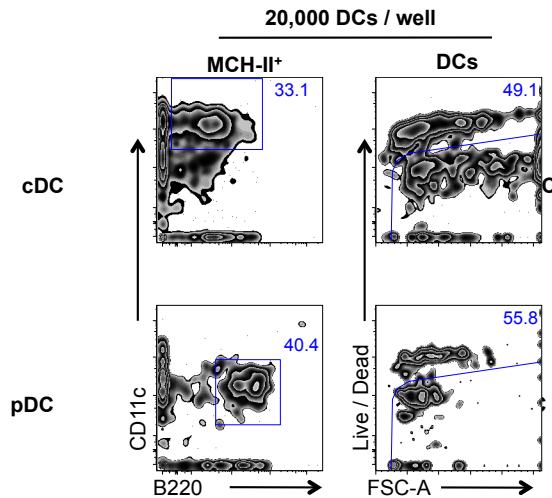 20,000 DCs / well
MCH-II⁺
DCs
cDC
33.1
49.1
C
pDC
40.4
55.8
CD11c
Live / Dead
B220
FSC-A